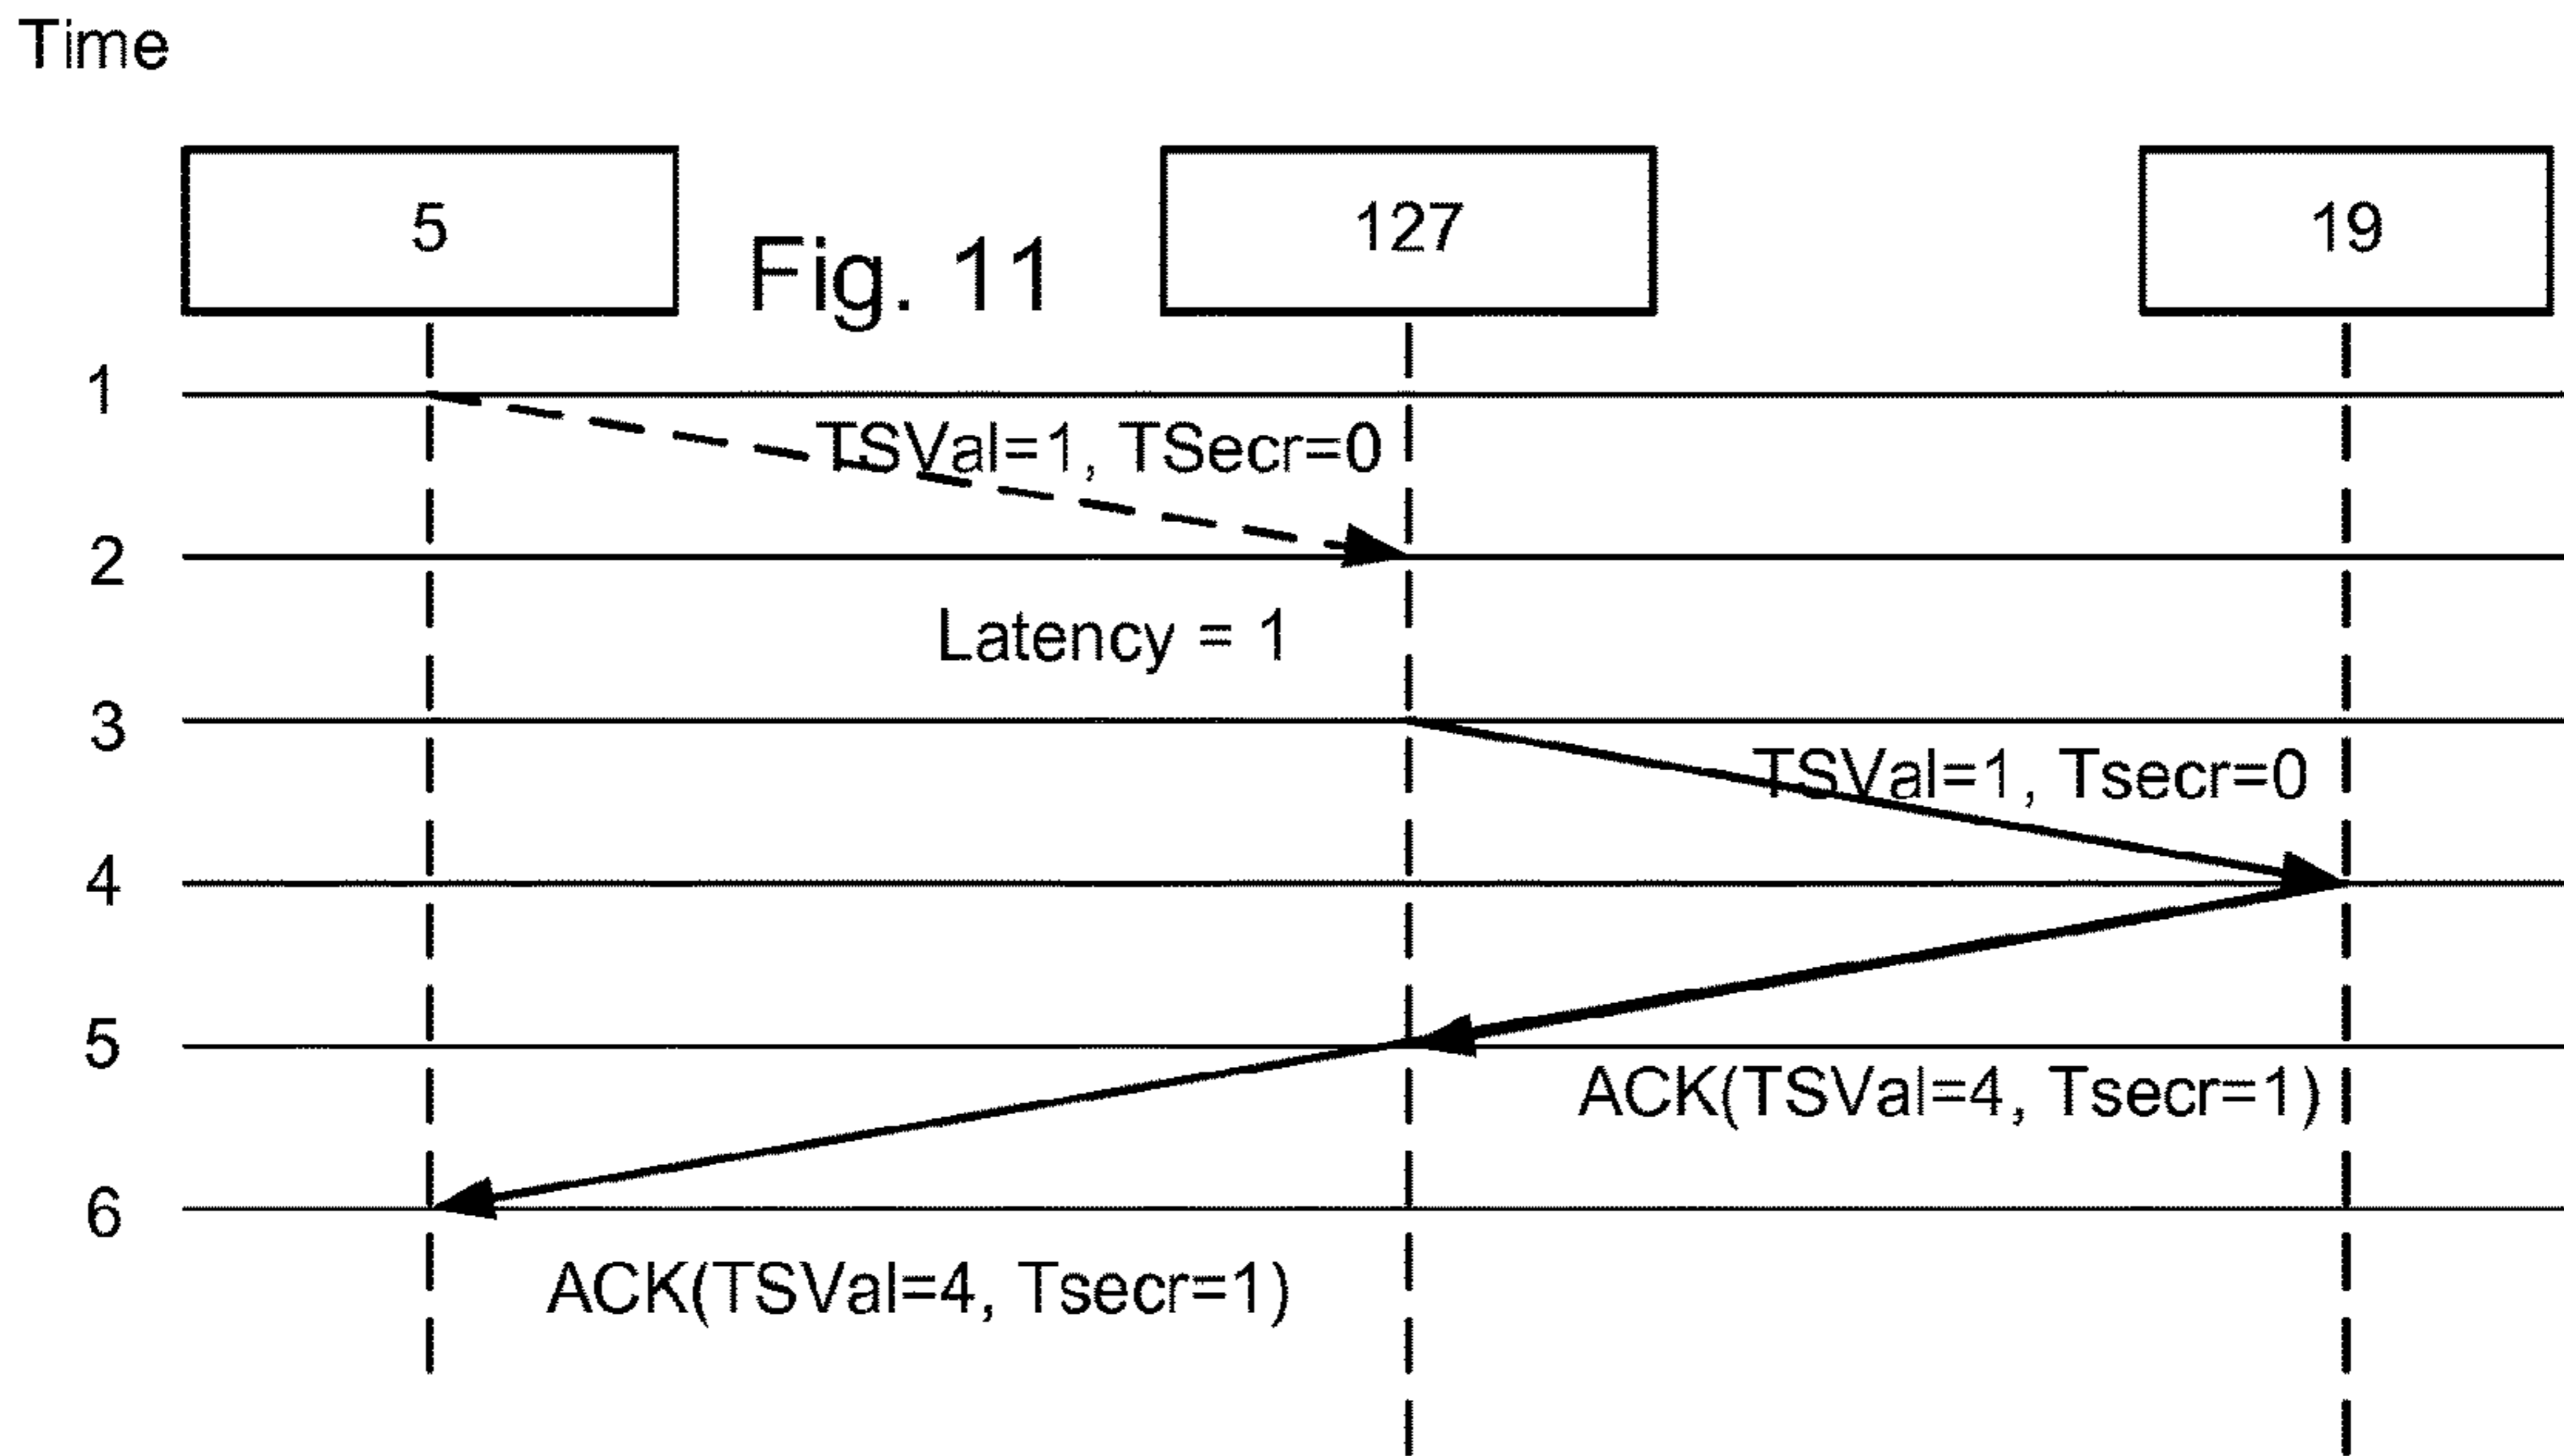 Time
5
Fig. 11
127
19
1
TSVal=1, TSecr=0
2
Latency = 1
3
TSVal=1, Tsecr=0
4
5
ACK(TSVal=4, Tsecr=1)
6
ACK(TSVal=4, Tsecr=1)